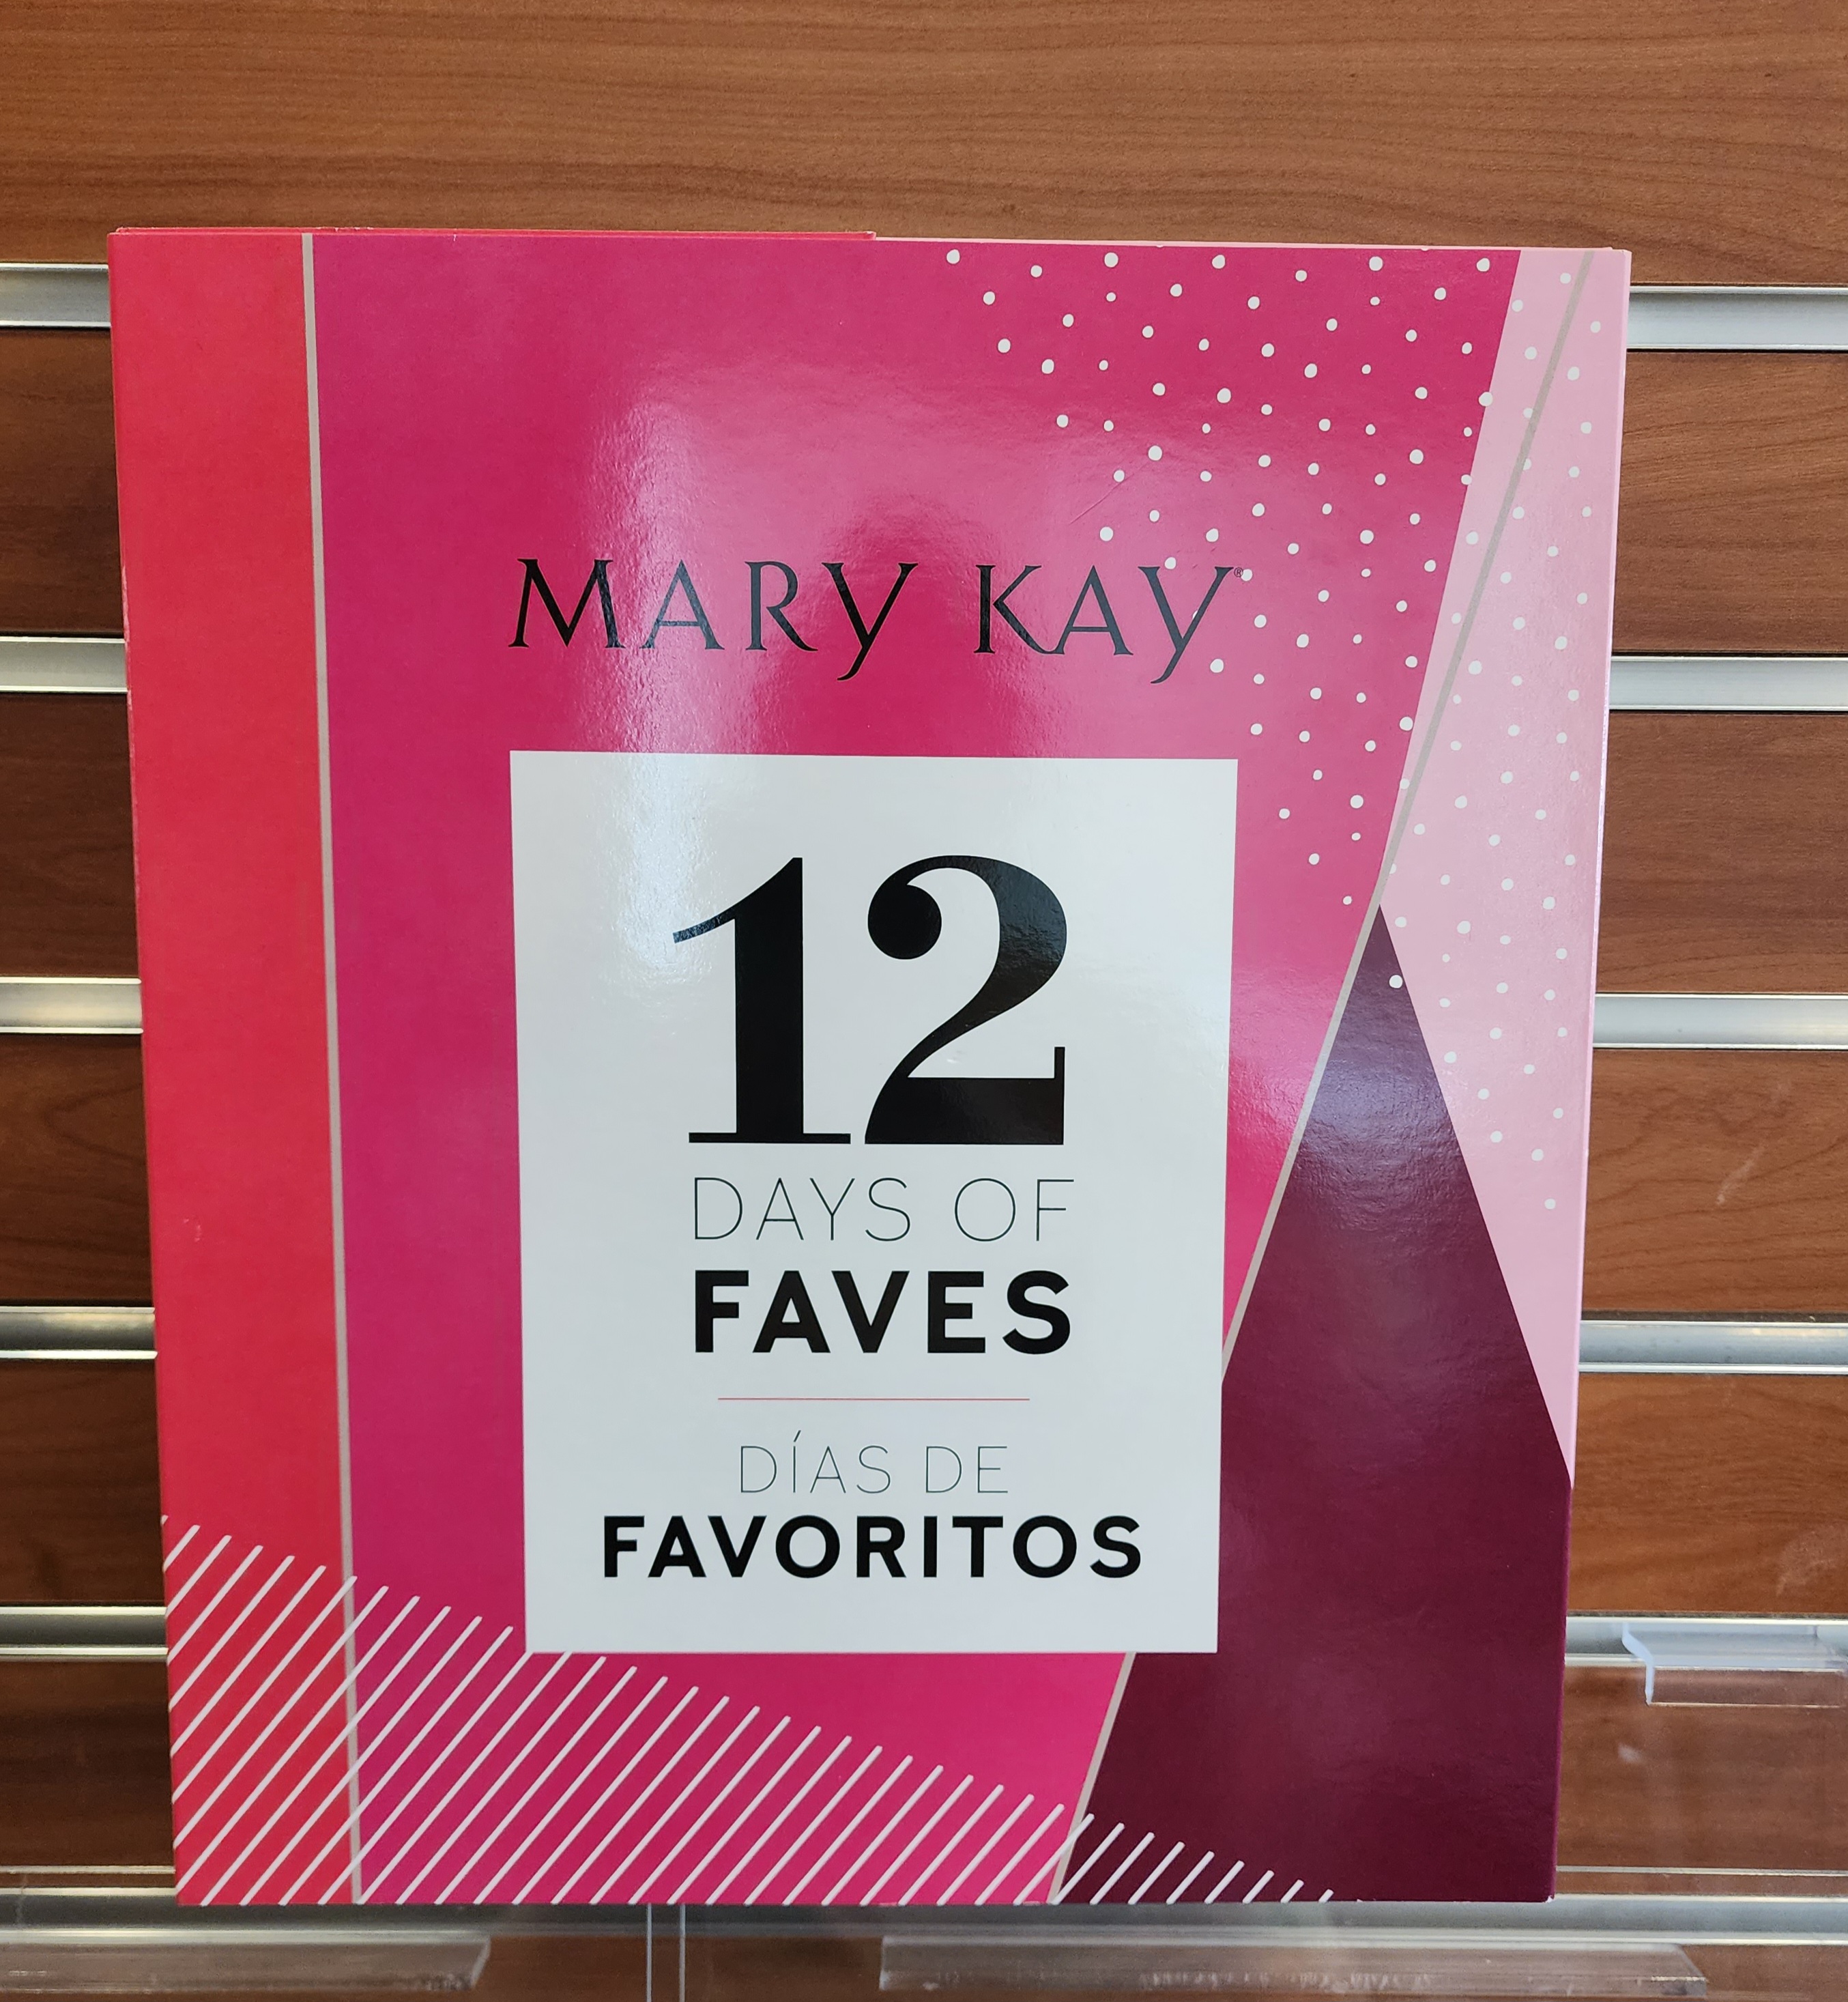 MARY KAY®
12
DAYS OF
FAVES
DÍAS DE
FAVORITOS